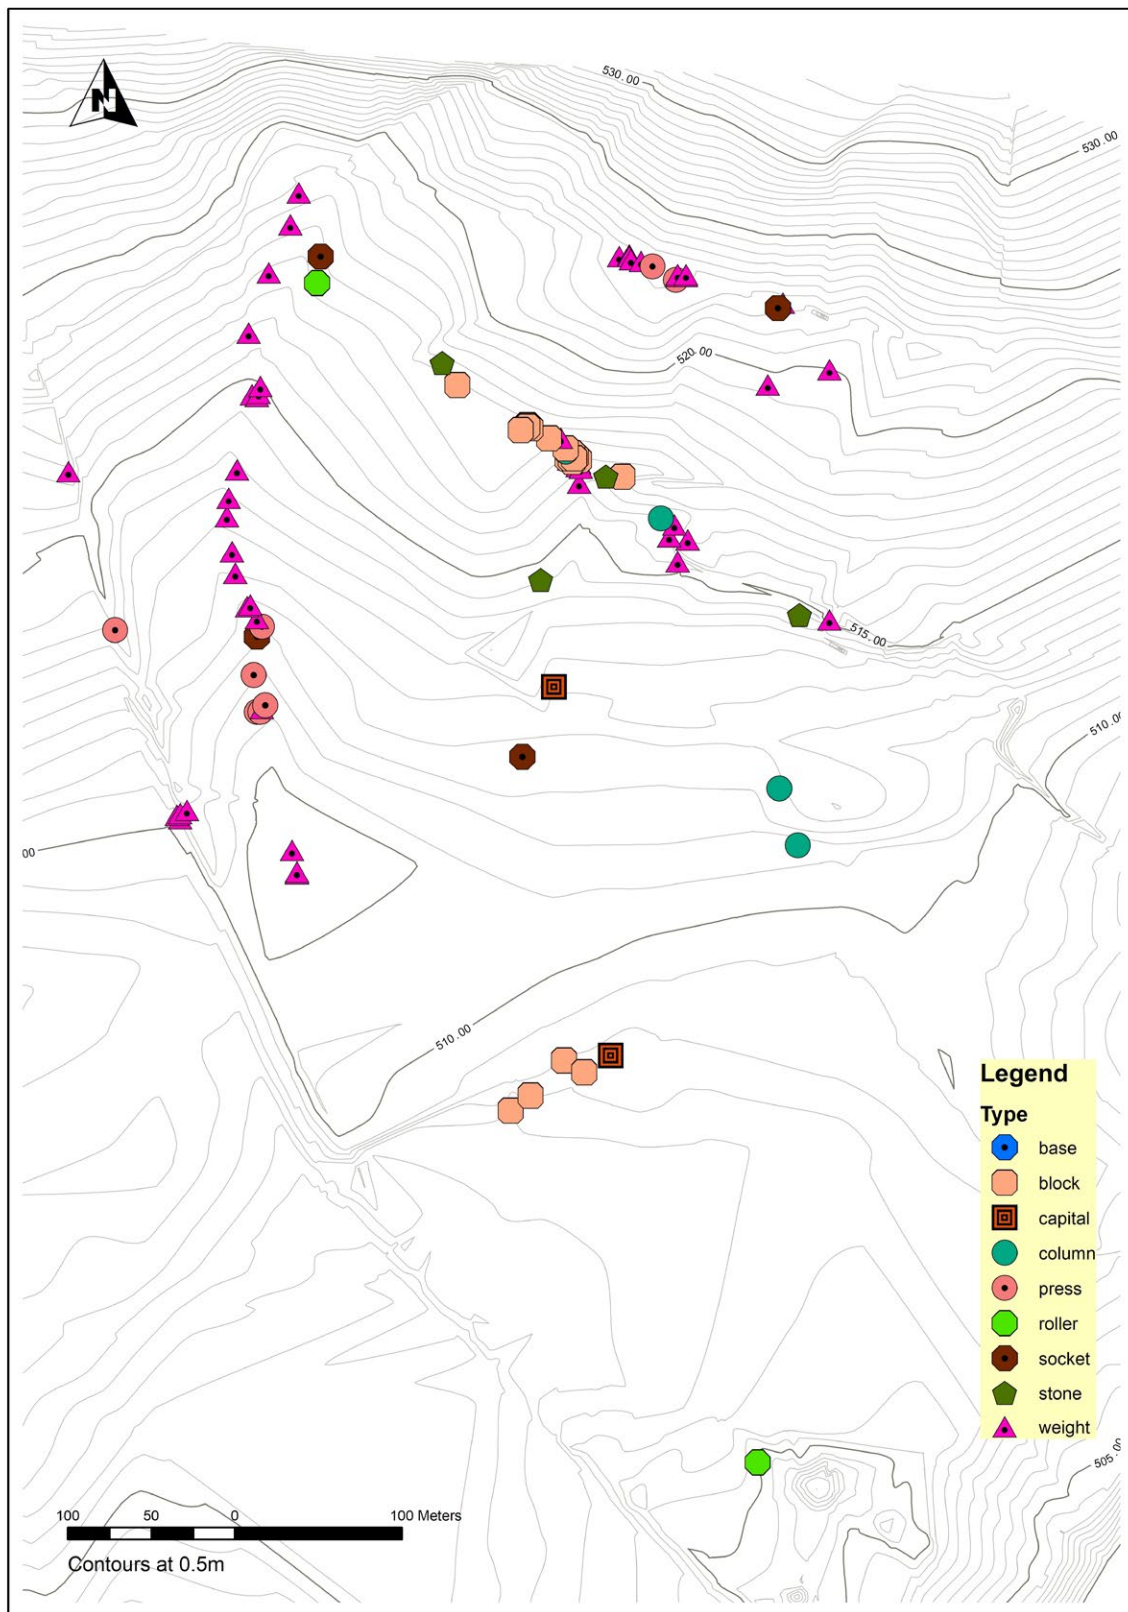 530.00
N
530.00
520.00
515.00
510.0
00
510.00
Legend
Type
base
block
capital
column
press
roller
socket
stone
weight
505.0
100 50 0 100 Meters
Contours at 0.5m